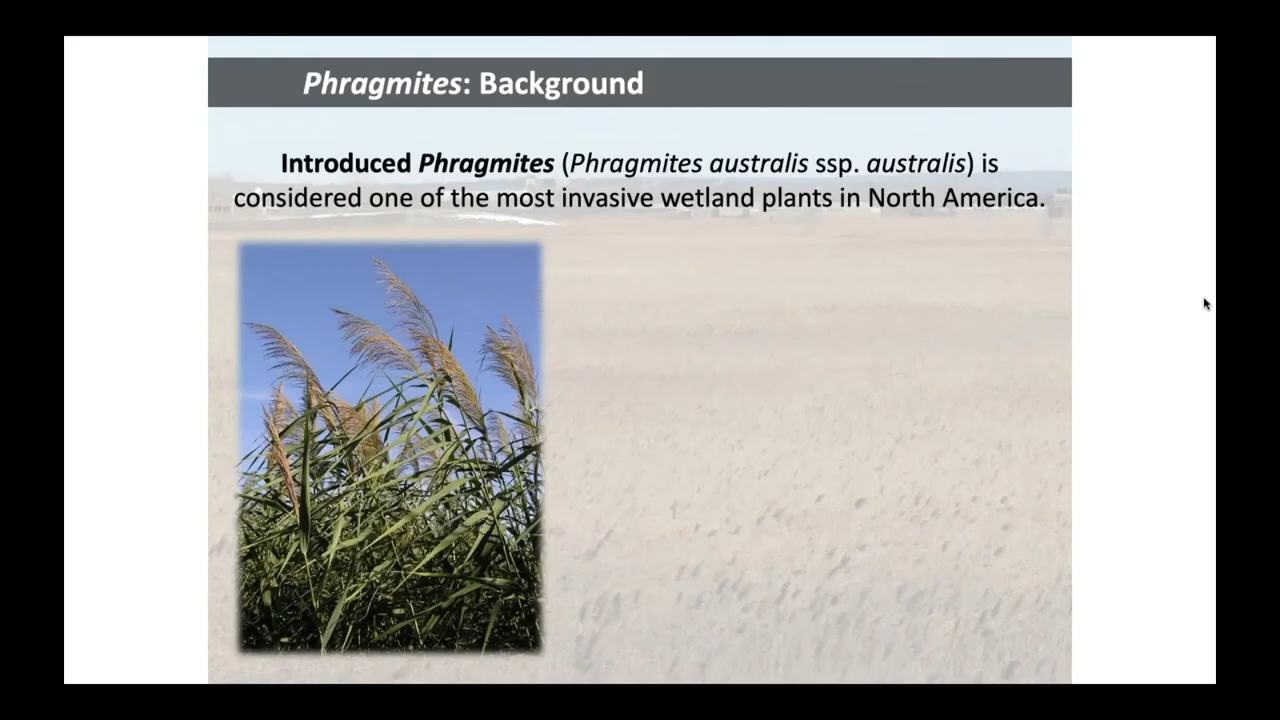 Phragmites: Background
Introduced Phragmites (Phragmites australis ssp. australis) is
considered one of the most invasive wetland plants in North America.